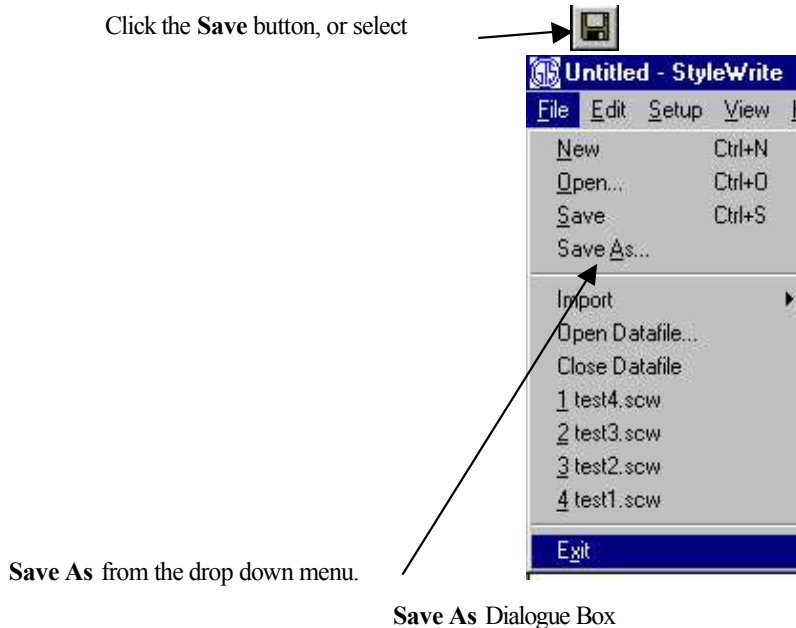 Click the Save button, or select
GIS Untitled - StyleWrite
File Edit Setup View
New Ctrl+N
Open... Ctrl+O
Save Ctrl+S
Save As...
Import
Open Datafile...
Close Datafile
1 test4.scw
2 test3.scw
3 test2.scw
4 test1.scw
Exit
Save As from the drop down menu.
Save As Dialogue Box